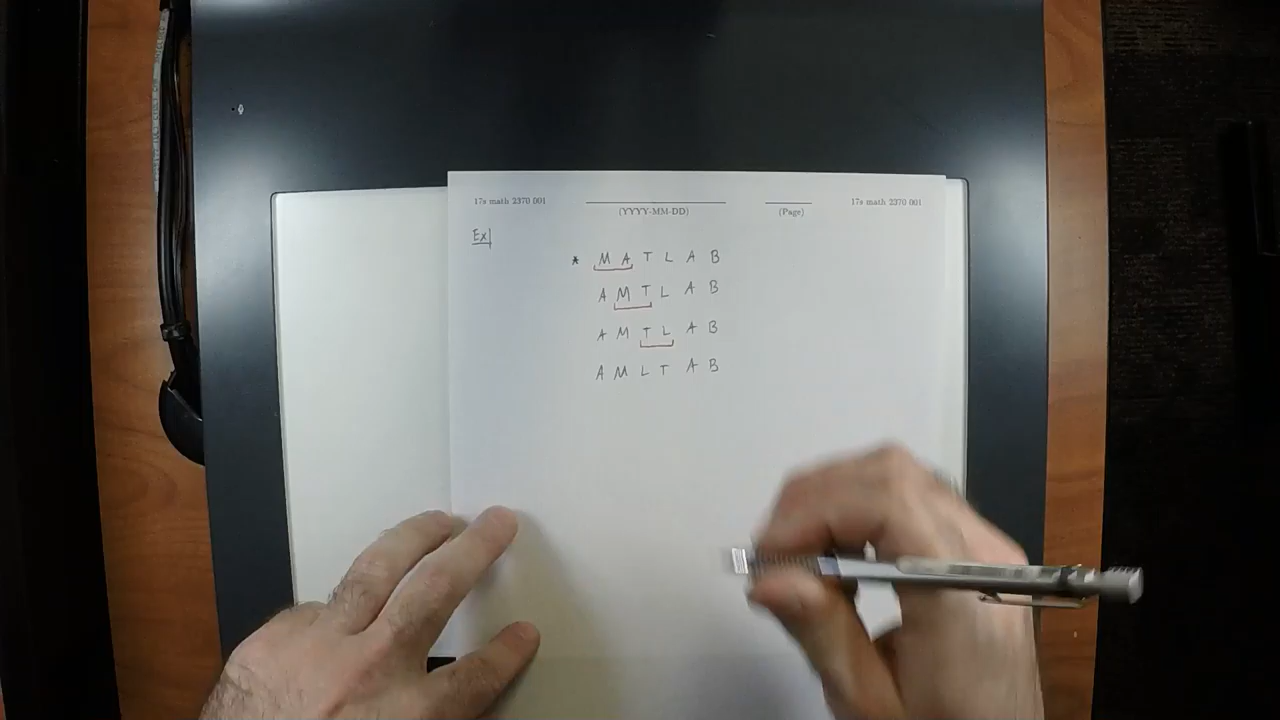 17s math 2370 001 (YYYY-MM-DD) (Page) 17s math 2370 001
Ex
* M A T L A B
A M T L A B
A M T L A B
A M L T A B